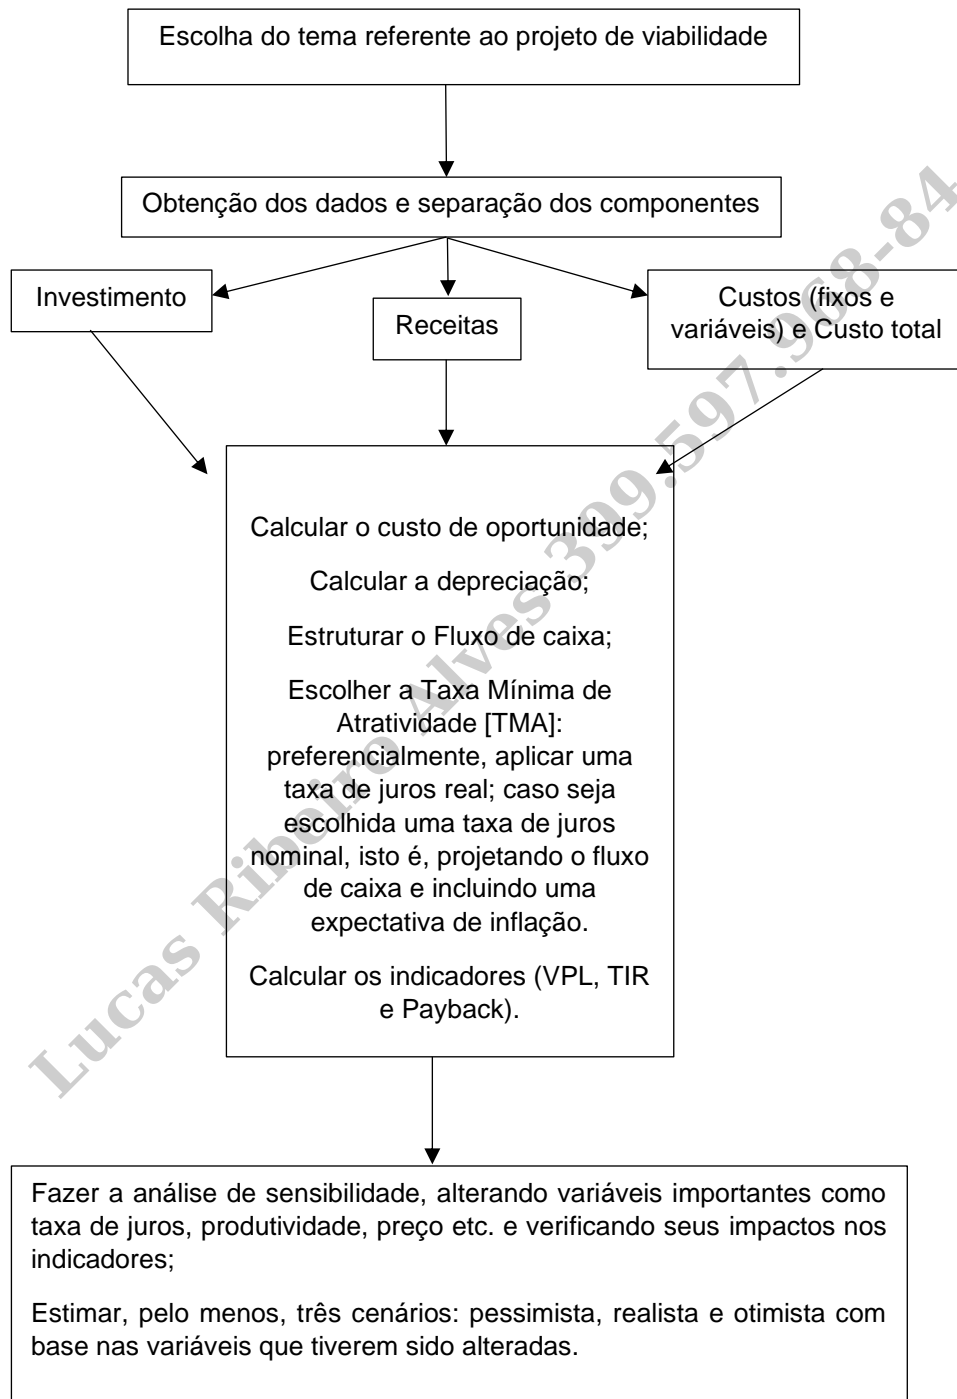 Escolha do tema referente ao projeto de viabilidade
Obtenção dos dados e separação dos componentes
Investimento
Receitas
Custos (fixos e
variáveis) e Custo total
Calcular o custo de oportunidade;
Calcular a depreciação;
Estruturar o Fluxo de caixa;
Escolher a Taxa Mínima de
Atratividade [TMA]:
preferencialmente, aplicar uma
taxa de juros real; caso seja
escolhida uma taxa de juros
nominal, isto é, projetando o fluxo
de caixa e incluindo uma
expectativa de inflação.
Calcular os indicadores (VPL, TIR
e Payback).
Fazer a análise de sensibilidade, alterando variáveis importantes como
taxa de juros, produtividade, preço etc. e verificando seus impactos nos
indicadores;
Estimar, pelo menos, três cenários: pessimista, realista e otimista com
base nas variáveis que tiverem sido alteradas.
Lucas Ribeiro Alves 399.597.968-84